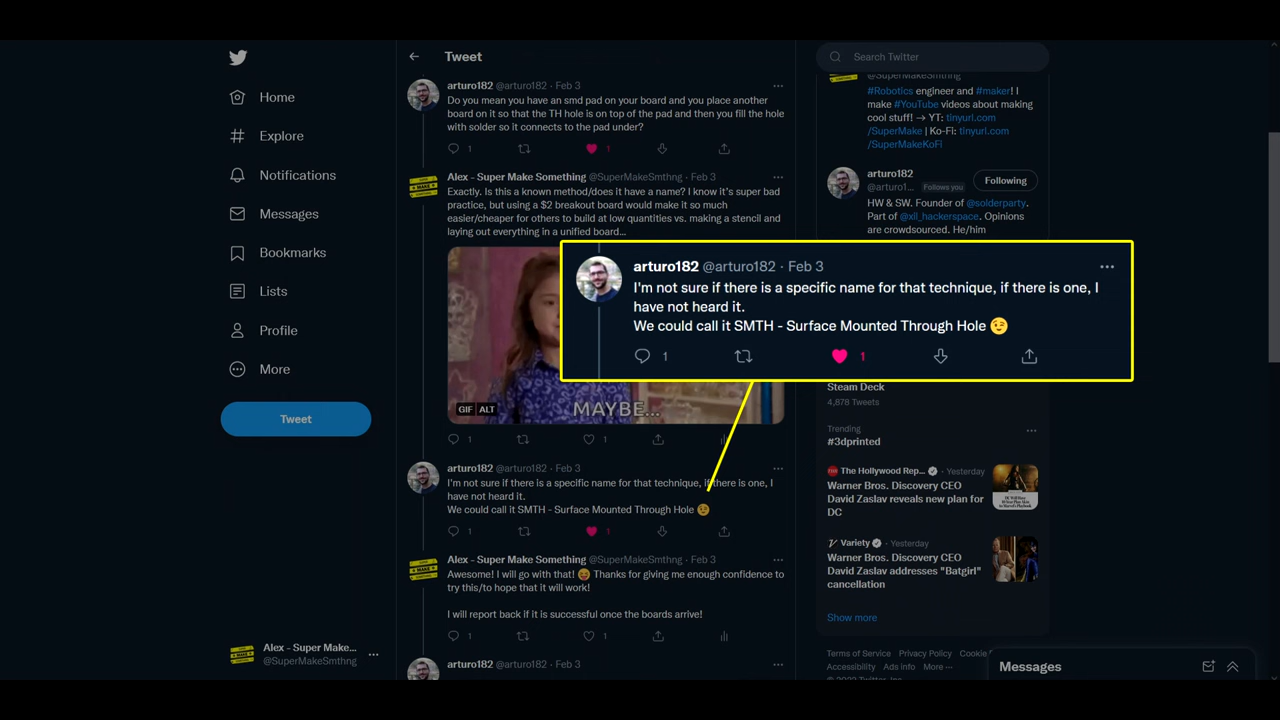 Home
Explore
Notifications
Messages
Bookmarks
Lists
Profile
More
Tweet
Alex - Super Make...
@SuperMakeSmthng
Tweet
arturo182 @arturo182 · Feb 3
Do you mean you have an smd pad on your board and you place another
board on it so that the TH hole is on top of the pad and then you fill the hole
with solder so it connects to the pad under?
1
1
Alex - Super Make Something @SuperMakeSmthng · Feb 3
Exactly. Is this a known method/does it have a name? I know it's super bad
practice, but using a $2 breakout board would make it so much
easier/cheaper for others to build at low quantities vs. making a stencil and
laying out everything in a unified board...
GIF ALT
MAYBE...
1
1
arturo182 @arturo182 · Feb 3
I'm not sure if there is a specific name for that technique, if there is one, I
have not heard it.
We could call it SMTH - Surface Mounted Through Hole 😉
1
1
arturo182 @arturo182 · Feb 3
I'm not sure if there is a specific name for that technique, if there is one, I
have not heard it.
We could call it SMTH - Surface Mounted Through Hole 😉
1
1
Alex - Super Make Something @SuperMakeSmthng · Feb 3
Awesome! I will go with that! 😝 Thanks for giving me enough confidence to
try this/to hope that it will work!
I will report back if it is successful once the boards arrive!
1
1
arturo182 @arturo182 · Feb 3
Search Twitter
@SuperMakeSmthng
#Robotics engineer and #maker! I
make #YouTube videos about making
cool stuff! → YT: tinyurl.com
/SuperMake | Ko-Fi: tinyurl.com
/SuperMakeKoFi
arturo182
@arturo1... Follows you
Following
HW & SW. Founder of @solderparty.
Part of @xil_hackerspace. Opinions
are crowdsourced. He/him
Steam Deck
4,878 Tweets
Trending
#3dprinted
The Hollywood Rep... · Yesterday
Warner Bros. Discovery CEO
David Zaslav reveals new plan for
DC
Variety · Yesterday
Warner Bros. Discovery CEO
David Zaslav addresses "Batgirl"
cancellation
Show more
Terms of Service Privacy Policy Cookie
Accessibility Ads info More ···
Messages